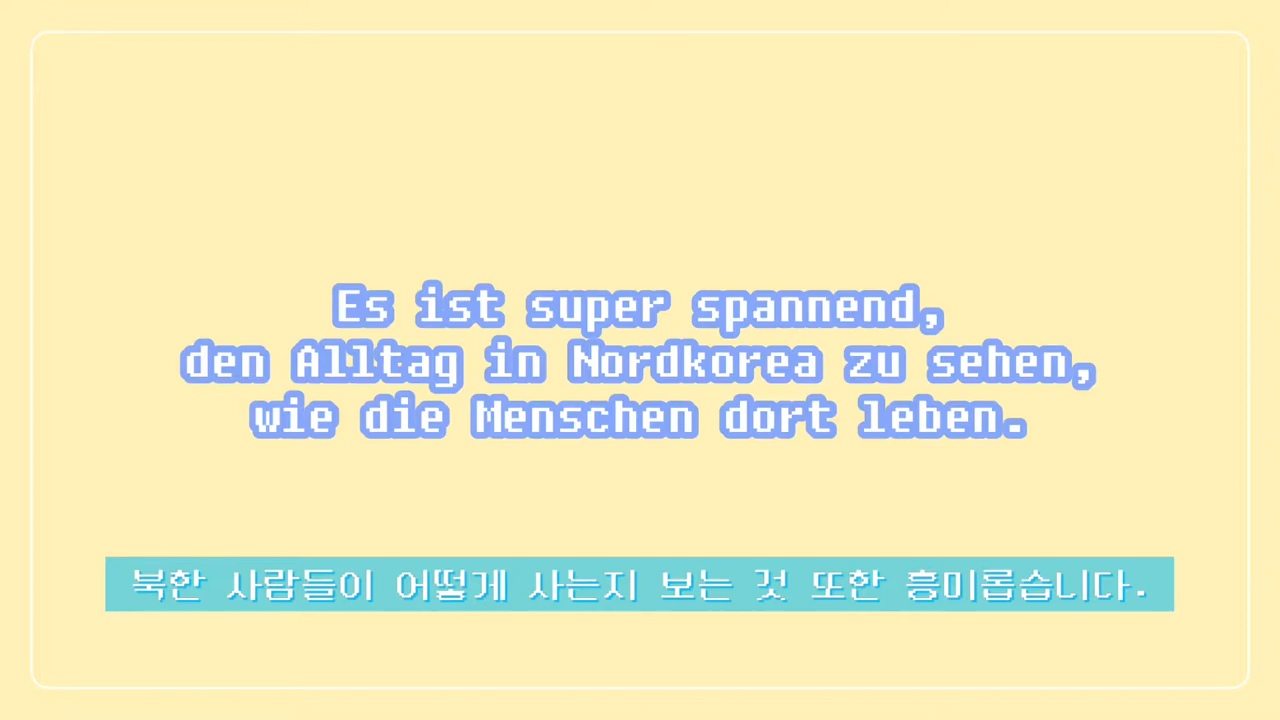 Es ist super spannend,
den Alltag in Nordkorea zu sehen,
wie die Menschen dort leben.
북한 사람들이 어떻게 사는지 보는 것 또한 흥미롭습니다.